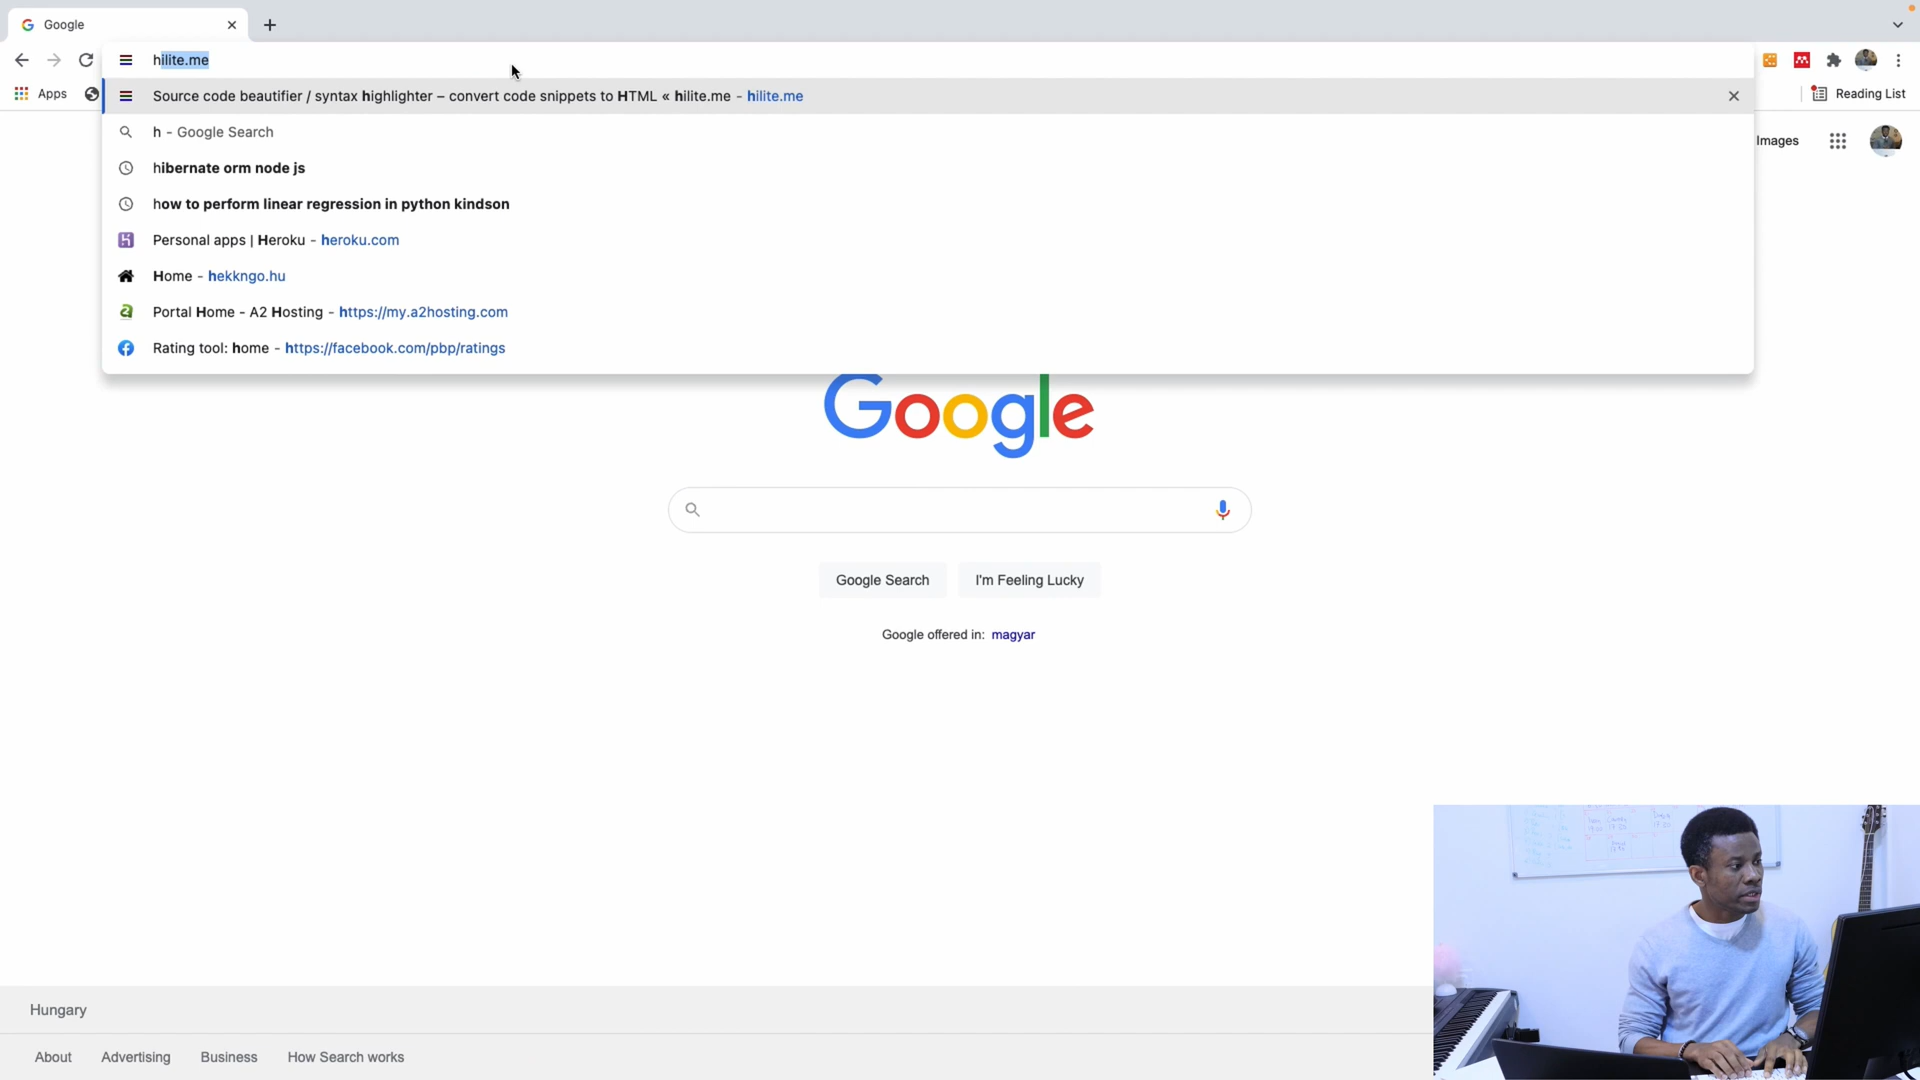 Google
hilite.me
Apps
Source code beautifier / syntax highlighter – convert code snippets to HTML « hilite.me - hilite.me
Reading List
h - Google Search
Images
hibernate orm node js
how to perform linear regression in python kindson
Personal apps | Heroku - heroku.com
Home - hekkngo.hu
Portal Home - A2 Hosting - https://my.a2hosting.com
Rating tool: home - https://facebook.com/pbp/ratings
Google
Google Search
I'm Feeling Lucky
Google offered in: magyar
Hungary
About
Advertising
Business
How Search works